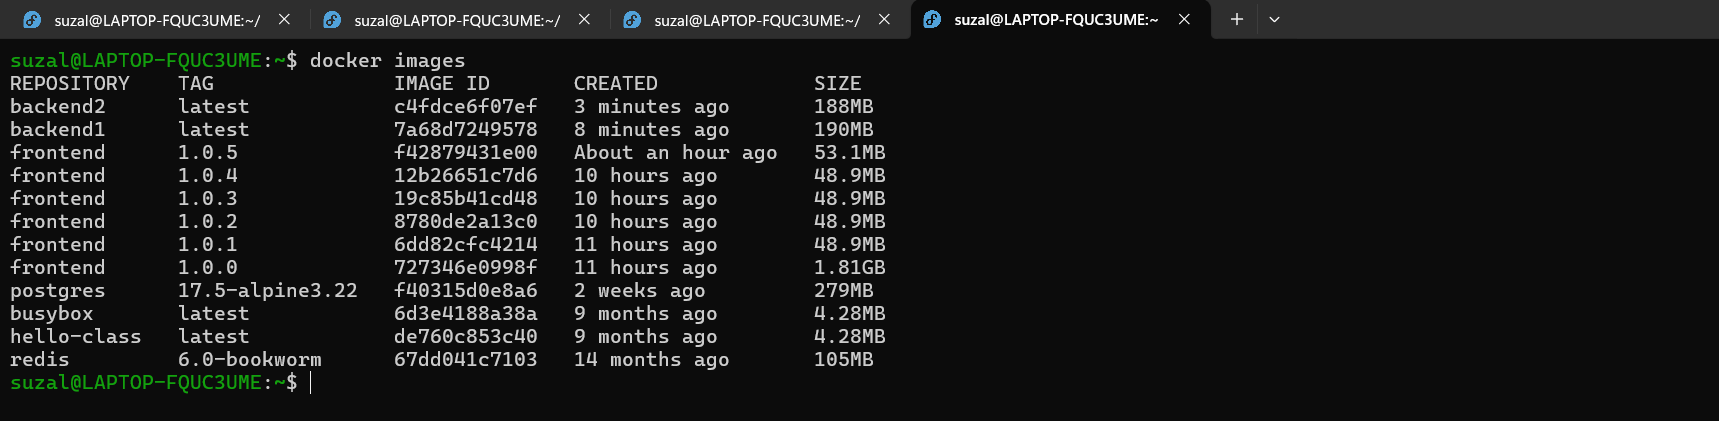 suzal@LAPTOP-FQUC3UME:~/ suzal@LAPTOP-FQUC3UME:~/ suzal@LAPTOP-FQUC3UME:~/ suzal@LAPTOP-FQUC3UME:~
suzal@LAPTOP-FQUC3UME:~$ docker images
REPOSITORY    TAG               IMAGE ID       CREATED             SIZE
backend2      latest            c4fdce6f07ef   3 minutes ago       188MB
backend1      latest            7a68d7249578   8 minutes ago       190MB
frontend      1.0.5             f42879431e00   About an hour ago   53.1MB
frontend      1.0.4             12b26651c7d6   10 hours ago        48.9MB
frontend      1.0.3             19c85b41cd48   10 hours ago        48.9MB
frontend      1.0.2             8780de2a13c0   10 hours ago        48.9MB
frontend      1.0.1             6dd82cfc4214   11 hours ago        48.9MB
frontend      1.0.0             727346e0998f   11 hours ago        1.81GB
postgres      17.5-alpine3.22   f40315d0e8a6   2 weeks ago         279MB
busybox       latest            6d3e4188a38a   9 months ago        4.28MB
hello-class   latest            de760c853c40   9 months ago        4.28MB
redis         6.0-bookworm      67dd041c7103   14 months ago       105MB
suzal@LAPTOP-FQUC3UME:~$